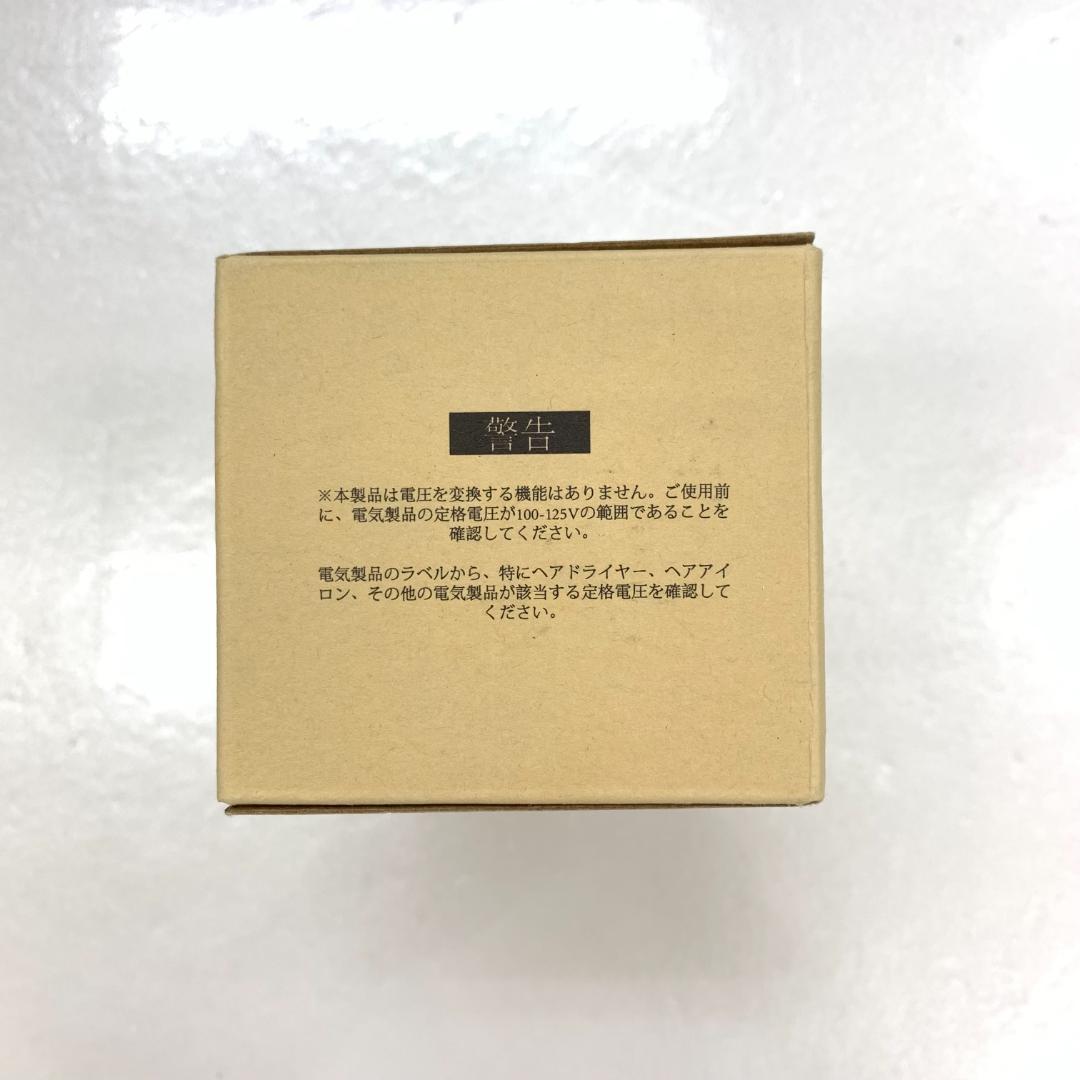 警告
※本製品は電圧を変換する機能はありません。ご使用前
に、電気製品の定格電圧が100-125Vの範囲であることを
確認してください。
電気製品のラベルから、特にヘアドライヤー、ヘアアイ
ロン、その他の電気製品が該当する定格電圧を確認して
ください。